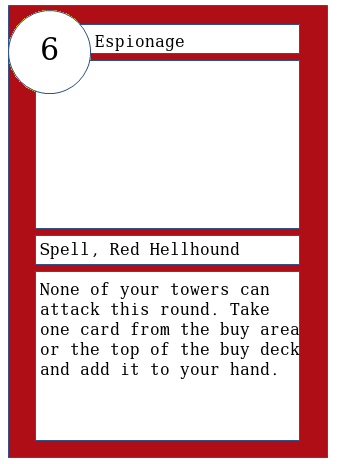 6
Espionage
Spell, Red Hellhound
None of your towers can
attack this round. Take
one card from the buy area
or the top of the buy deck
and add it to your hand.